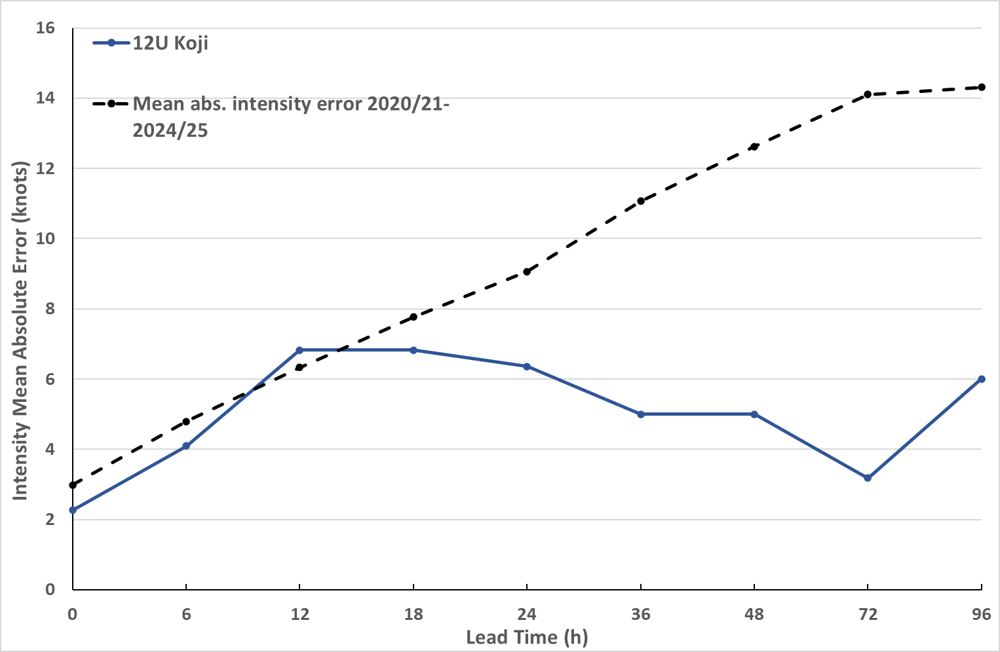 16
12U Koji
14
Mean abs. intensity error 2020/21-
2024/25
12
10
8
6
4
2
0
Intensity Mean Absolute Error (knots)
0 6 12 18 24 36 48 72 96
Lead Time (h)